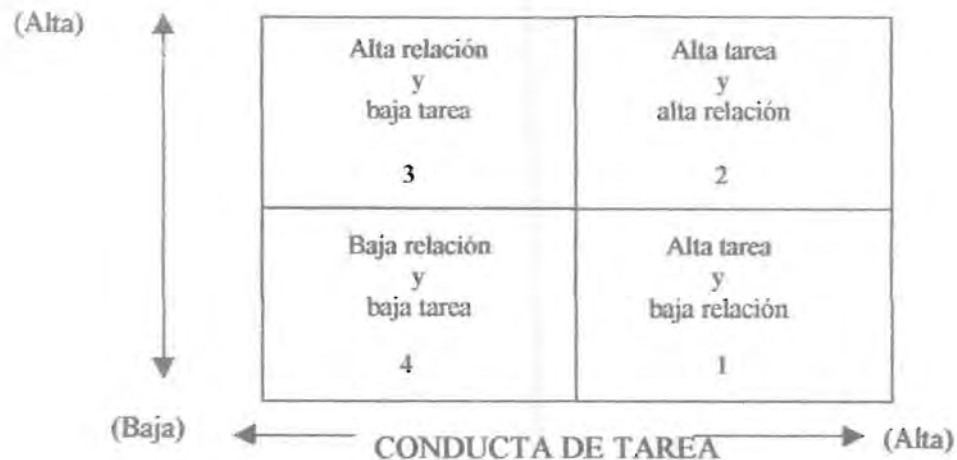 (Alta)
Alta relación
y
baja tarea
3
Alta tarea
y
alta relación
2
Baja relación
y
baja tarea
4
Alta tarea
y
baja relación
1
(Baja)
CONDUCTA DE TAREA
(Alta)